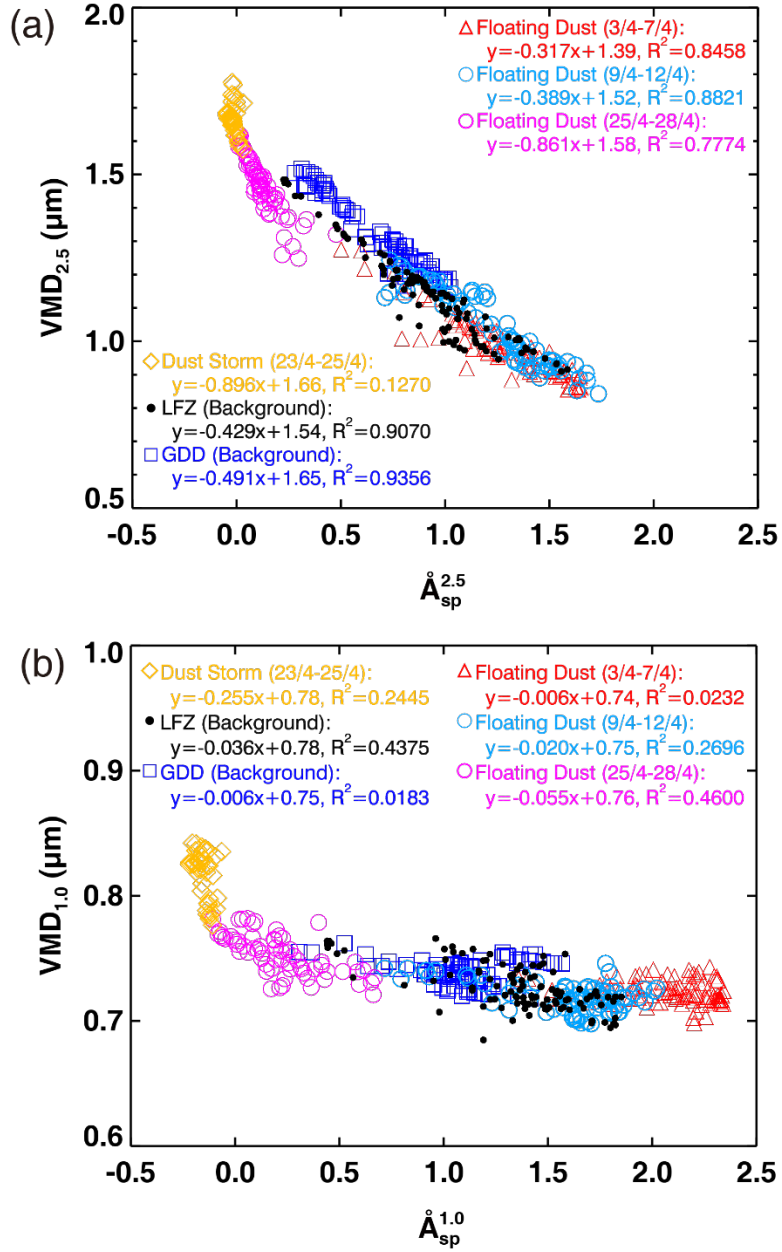 (a)
2.0
1.5
1.0
0.5
VMD2.5 (μm)
Floating Dust (3/4-7/4):
y=-0.317x+1.39, R²=0.8458
Floating Dust (9/4-12/4):
y=-0.389x+1.52, R²=0.8821
Floating Dust (25/4-28/4):
y=-0.861x+1.58, R²=0.7774
Dust Storm (23/4-25/4):
y=-0.896x+1.66, R²=0.1270
LFZ (Background):
y=-0.429x+1.54, R²=0.9070
GDD (Background):
y=-0.491x+1.65, R²=0.9356
-0.5 0.0 0.5 1.0 1.5 2.0 2.5
Åsp2.5
(b)
1.0
0.9
0.8
0.7
0.6
VMD1.0 (μm)
Dust Storm (23/4-25/4):
y=-0.255x+0.78, R²=0.2445
LFZ (Background):
y=-0.036x+0.78, R²=0.4375
GDD (Background):
y=-0.006x+0.75, R²=0.0183
Floating Dust (3/4-7/4):
y=-0.006x+0.74, R²=0.0232
Floating Dust (9/4-12/4):
y=-0.020x+0.75, R²=0.2696
Floating Dust (25/4-28/4):
y=-0.055x+0.76, R²=0.4600
-0.5 0.0 0.5 1.0 1.5 2.0 2.5
Åsp1.0